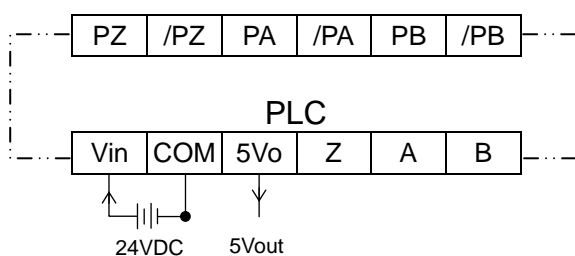 PZ /PZ PA /PA PB /PB
PLC
Vin COM 5Vo Z A B
24VDC 5Vout